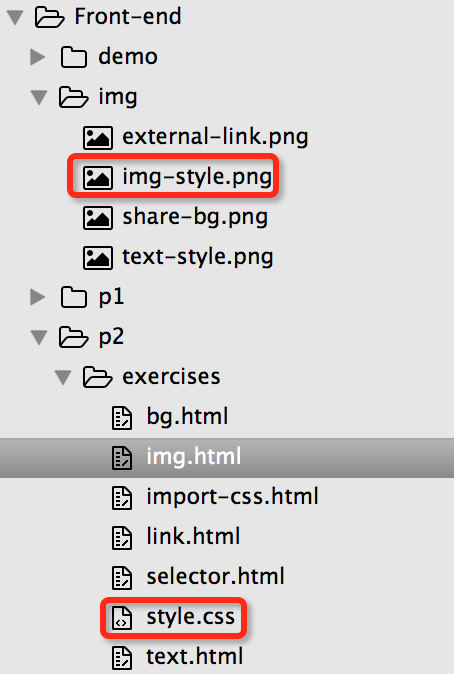 Front-end
demo
img
external-link.png
img-style.png
share-bg.png
text-style.png
p1
p2
exercises
bg.html
img.html
import-css.html
link.html
selector.html
style.css
text.html